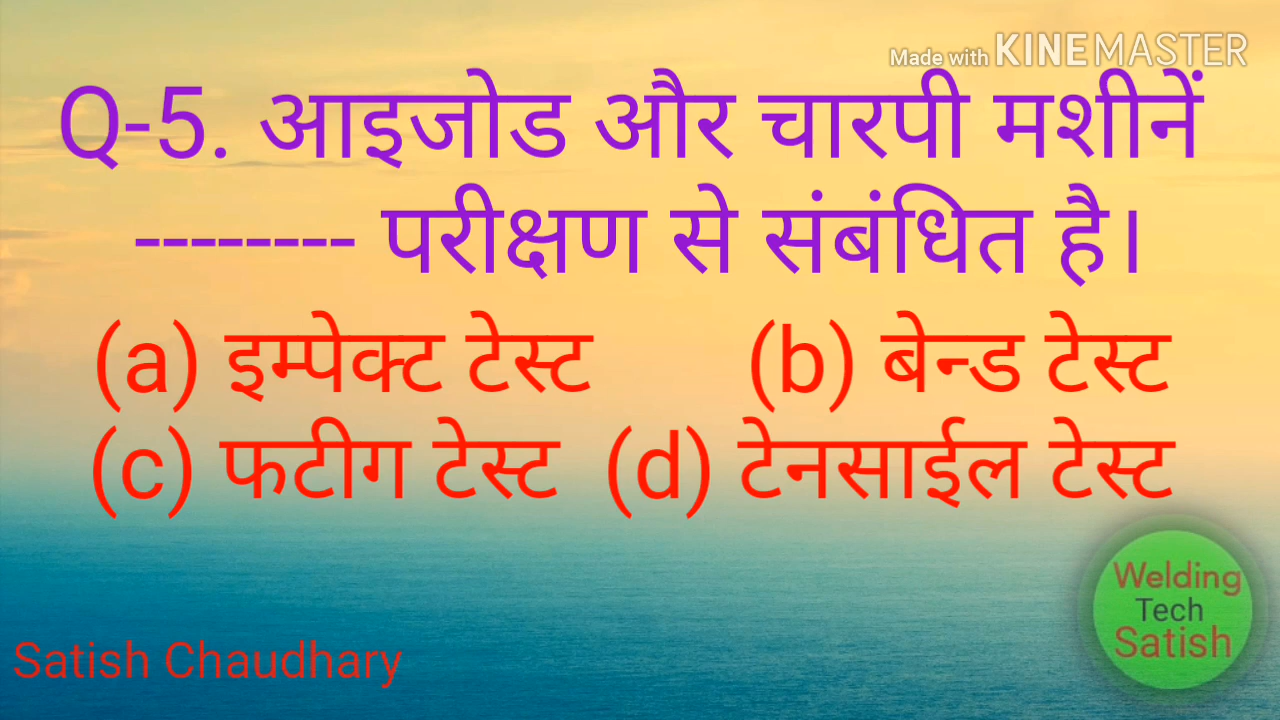 Made with KINEMASTER
Q-5. आइजोड और चारपी मशीनें
-------- परीक्षण से संबंधित है।
(a) इम्पेक्ट टेस्ट (b) बेन्ड टेस्ट
(c) फटीग टेस्ट (d) टेनसाईल टेस्ट
Welding
Tech
Satish
Satish Chaudhary